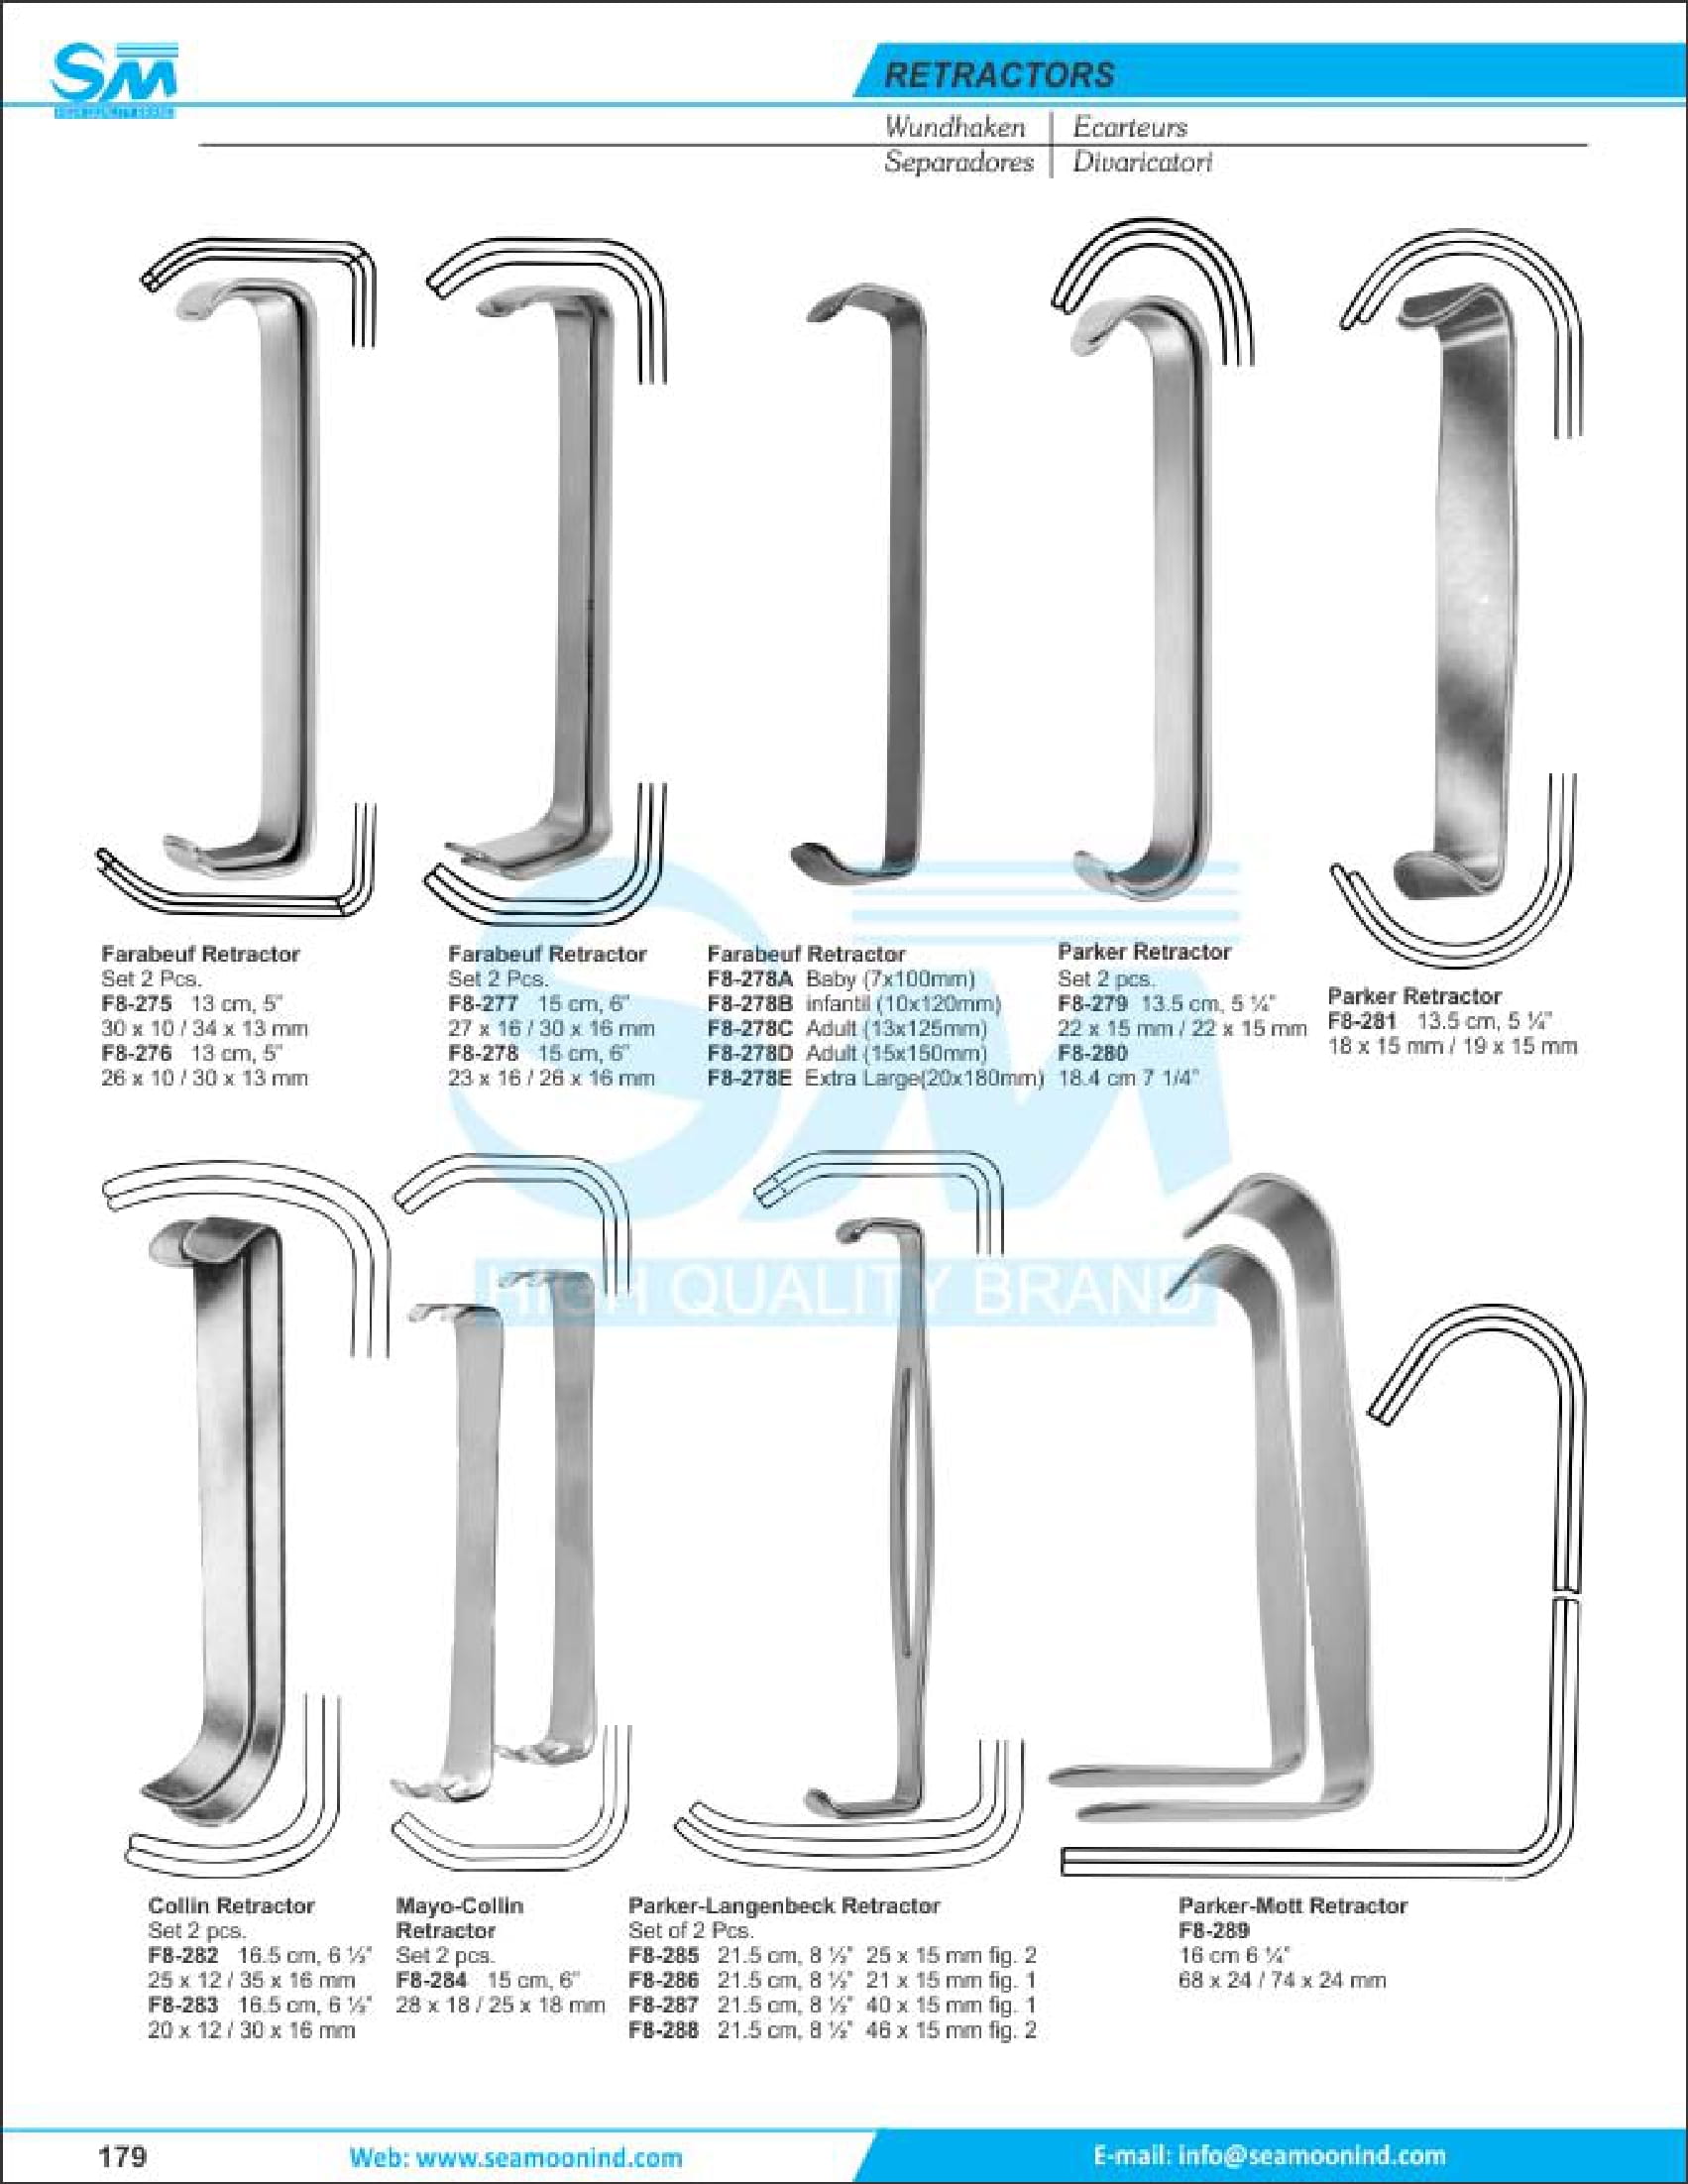 SM
RETRACTORS
Wundhaken
Ecarteurs
Separadores
Divaricatori
Farabeuf Retractor
Set 2 Pcs.
F8-275 13 cm, 5"
30 x 10 / 34 x 13 mm
F8-276 13 cm, 5"
26 x 10 / 30 x 13 mm
Farabeuf Retractor
Set 2 Pcs.
F8-277 15 cm, 6"
27 x 16 / 30 x 16 mm
F8-278 15 cm, 6"
23 x 16 / 26 x 16 mm
Farabeuf Retractor
F8-278A Baby (7x100mm)
F8-278B infantil (10x120mm)
F8-278C Adult (13x125mm)
F8-278D Adult (15x150mm)
F8-278E Extra Large(20x180mm)
Parker Retractor
Set 2 pcs.
F8-279 13.5 cm, 5 ¼"
22 x 15 mm / 22 x 15 mm
F8-280
18.4 cm 7 1/4"
Parker Retractor
F8-281 13.5 cm, 5 ¼"
18 x 15 mm / 19 x 15 mm
SM
HIGH QUALITY BRAND
Collin Retractor
Set 2 pcs.
F8-282 16.5 cm, 6 ½"
25 x 12 / 35 x 16 mm
F8-283 16.5 cm, 6 ½"
20 x 12 / 30 x 16 mm
Mayo-Collin
Retractor
Set 2 pcs.
F8-284 15 cm, 6"
28 x 18 / 25 x 18 mm
Parker-Langenbeck Retractor
Set of 2 Pcs.
F8-285 21.5 cm, 8 ½" 25 x 15 mm fig. 2
F8-286 21.5 cm, 8 ½" 21 x 15 mm fig. 1
F8-287 21.5 cm, 8 ½" 40 x 15 mm fig. 1
F8-288 21.5 cm, 8 ½" 46 x 15 mm fig. 2
Parker-Mott Retractor
F8-289
16 cm 6 ¼"
68 x 24 / 74 x 24 mm
179
Web: www.seamoonind.com
E-mail: info@seamoonind.com